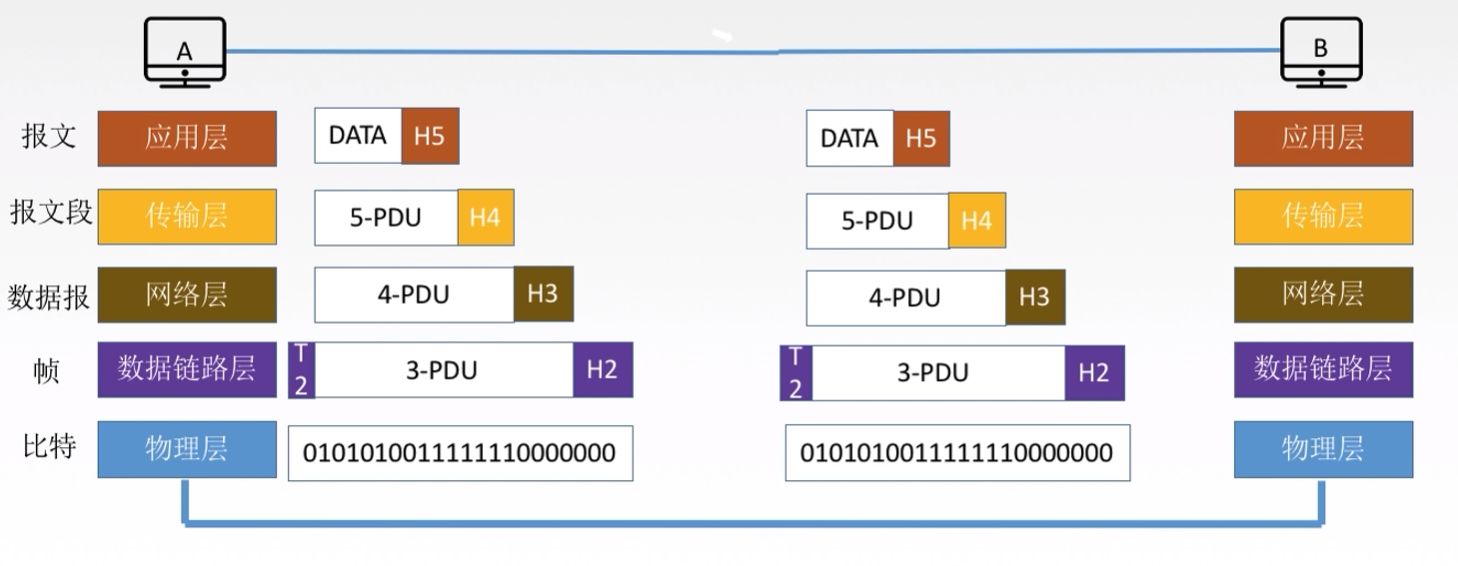 A B
报文 应用层 DATA H5 DATA H5 应用层
报文段 传输层 5-PDU H4 5-PDU H4 传输层
数据报 网络层 4-PDU H3 4-PDU H3 网络层
帧 数据链路层 T2 3-PDU H2 T2 3-PDU H2 数据链路层
比特 物理层 0101010011111110000000 0101010011111110000000 物理层